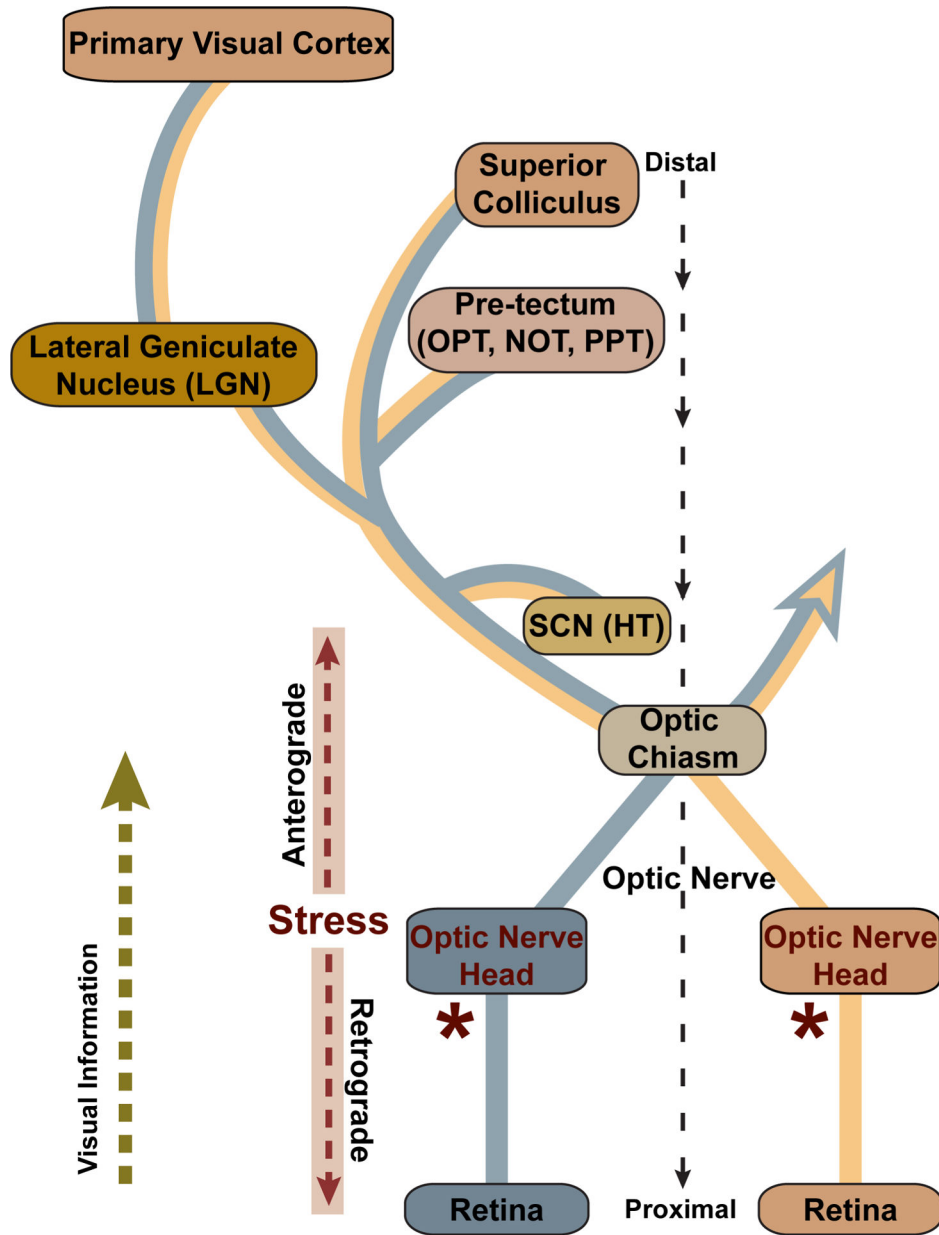 Primary Visual Cortex
Superior
Colliculus
Distal
Pre-tectum
(OPT, NOT, PPT)
Lateral Geniculate
Nucleus (LGN)
SCN (HT)
Optic
Chiasm
Anterograde
Optic Nerve
Stress
Optic Nerve
Head
*
Optic Nerve
Head
*
Retrograde
Visual Information
Retina
Proximal
Retina